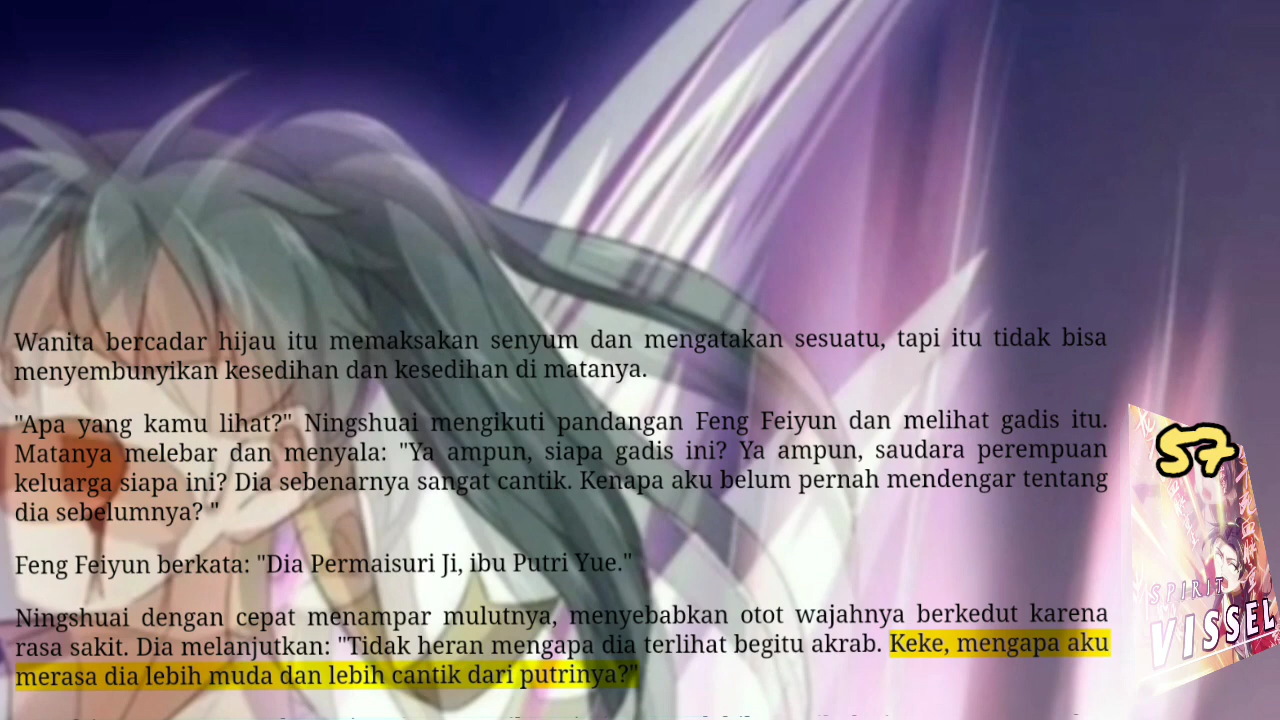 Wanita bercadar hijau itu memaksakan senyum dan mengatakan sesuatu, tapi itu tidak bisa
menyembunyikan kesedihan dan kesedihan di matanya.
"Apa yang kamu lihat?" Ningshuai mengikuti pandangan Feng Feiyun dan melihat gadis itu.
Matanya melebar dan menyala: "Ya ampun, siapa gadis ini? Ya ampun, saudara perempuan
keluarga siapa ini? Dia sebenarnya sangat cantik. Kenapa aku belum pernah mendengar tentang
dia sebelumnya? "
Feng Feiyun berkata: "Dia Permaisuri Ji, ibu Putri Yue."
Ningshuai dengan cepat menampar mulutnya, menyebabkan otot wajahnya berkedut karena
rasa sakit. Dia melanjutkan: "Tidak heran mengapa dia terlihat begitu akrab. Keke, mengapa aku
merasa dia lebih muda dan lebih cantik dari putrinya?"
57
SPIRIT
VISSEL